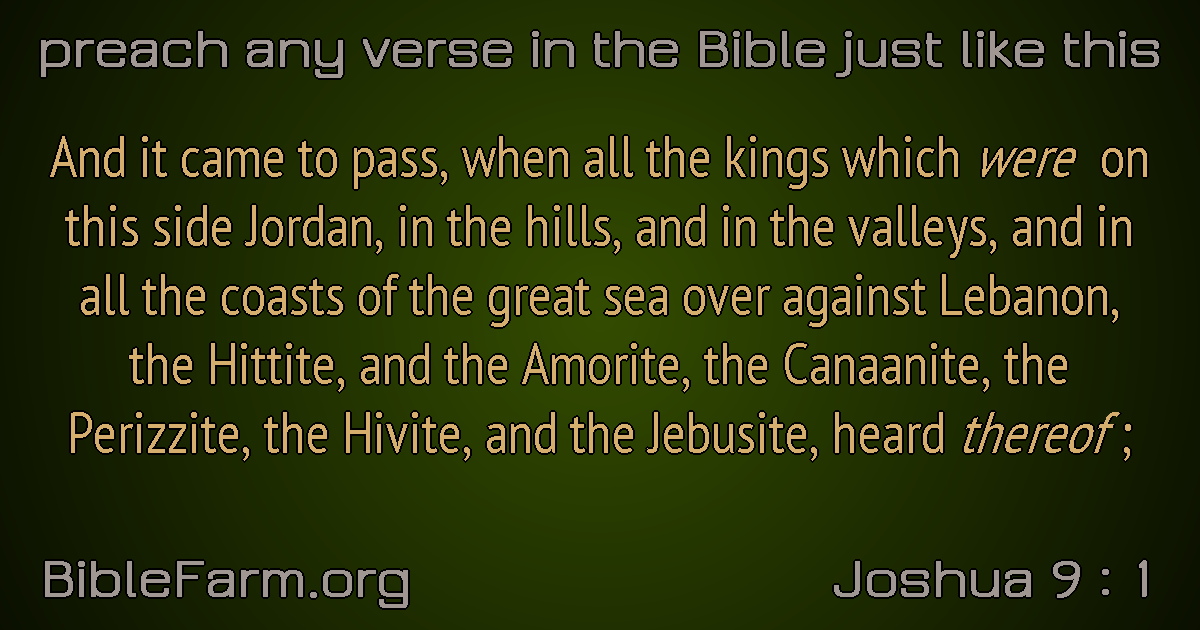 preach any verse in the Bible just like this
And it came to pass, when all the kings which were on
this side Jordan, in the hills, and in the valleys, and in
all the coasts of the great sea over against Lebanon,
the Hittite, and the Amorite, the Canaanite, the
Perizzite, the Hivite, and the Jebusite, heard thereof ;
BibleFarm.org
Joshua 9 : 1